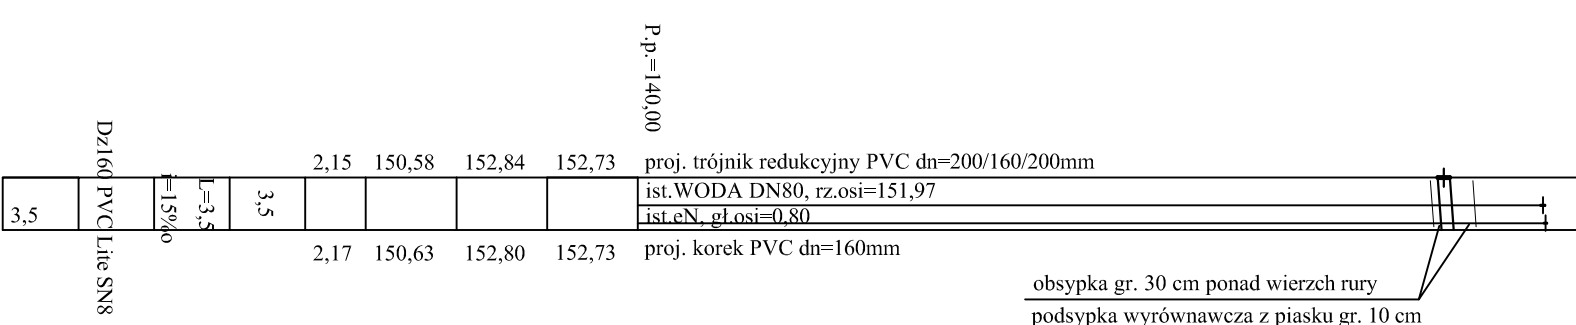 P.p.=140,00
2,15 150,58 152,84 152,73 proj. trójnik redukcyjny PVC dn=200/160/200mm
ist.WODA DN80, rz.osi=151,97
3,5
Dz160 PVC Lite SN8
i=15‰
L=3,5
3,5
ist.eN, gł.osi=0,80
2,17 150,63 152,80 152,73 proj. korek PVC dn=160mm
obsypka gr. 30 cm ponad wierzch rury
podsypka wyrównawcza z piasku gr. 10 cm